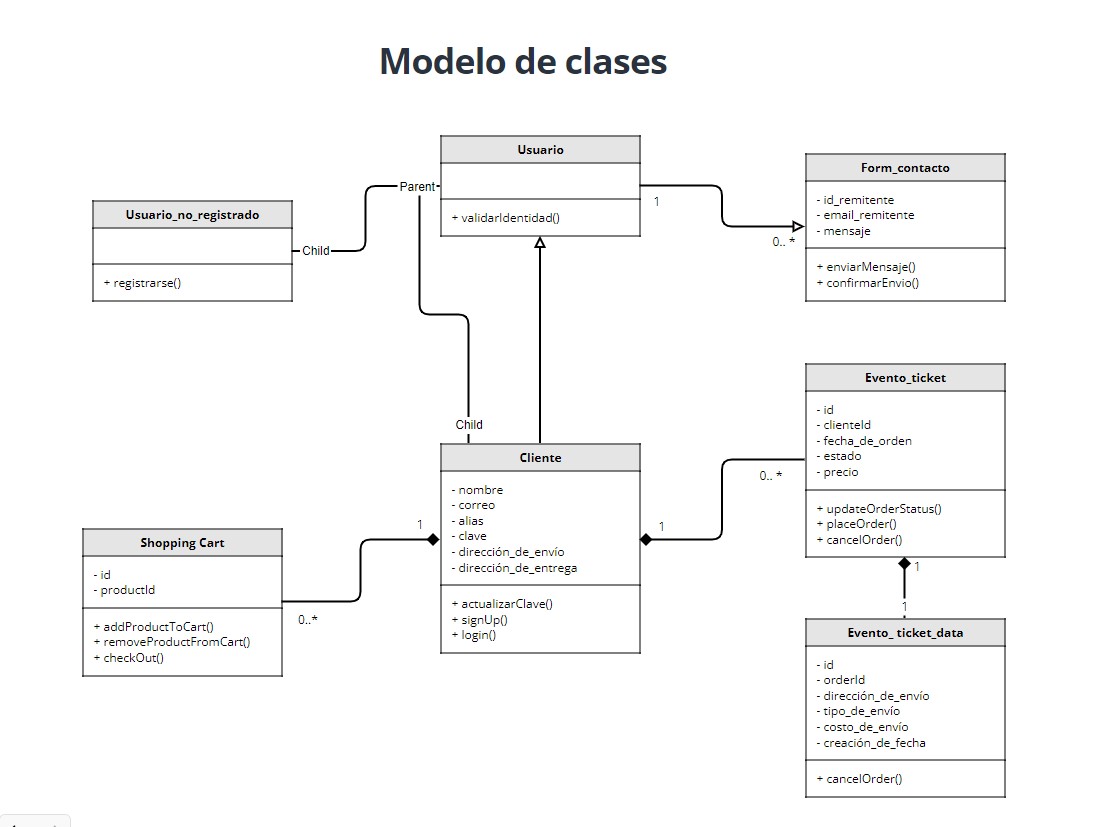 Modelo de clases
Usuario
+ validarIdentidad()
Parent
Child
Child
Usuario_no_registrado
+ registrarse()
1
0.. *
Form_contacto
- id_remitente
- email_remitente
- mensaje
+ enviarMensaje()
+ confirmarEnvio()
Evento_ticket
- id
- clienteId
- fecha_de_orden
- estado
- precio
+ updateOrderStatus()
+ placeOrder()
+ cancelOrder()
Cliente
- nombre
- correo
- alias
- clave
- dirección_de_envío
- dirección_de_entrega
+ actualizarClave()
+ signUp()
+ login()
1
0.. *
1
0..*
Shopping Cart
- id
- productId
+ addProductToCart()
+ removeProductFromCart()
+ checkOut()
1
1
Evento_ ticket_data
- id
- orderId
- dirección_de_envío
- tipo_de_envío
- costo_de_envío
- creación_de_fecha
+ cancelOrder()